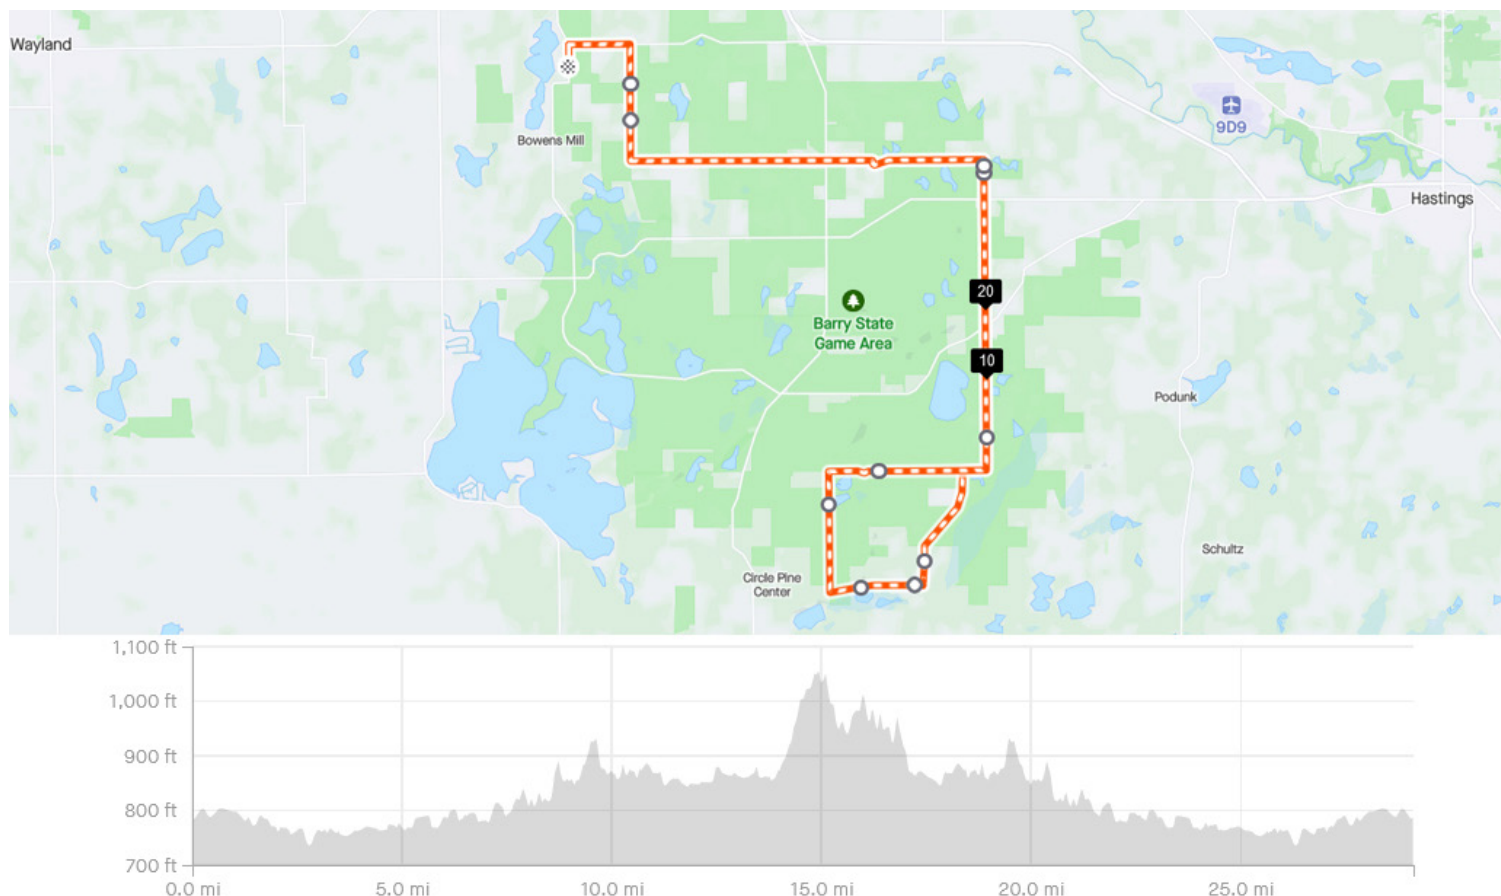 Wayland
9D9
Bowens Mill
Hastings
20
Barry State
Game Area
10
Podunk
Schultz
Circle Pine
Center
1,100 ft
1,000 ft
900 ft
800 ft
700 ft
0.0 mi
5.0 mi
10.0 mi
15.0 mi
20.0 mi
25.0 mi